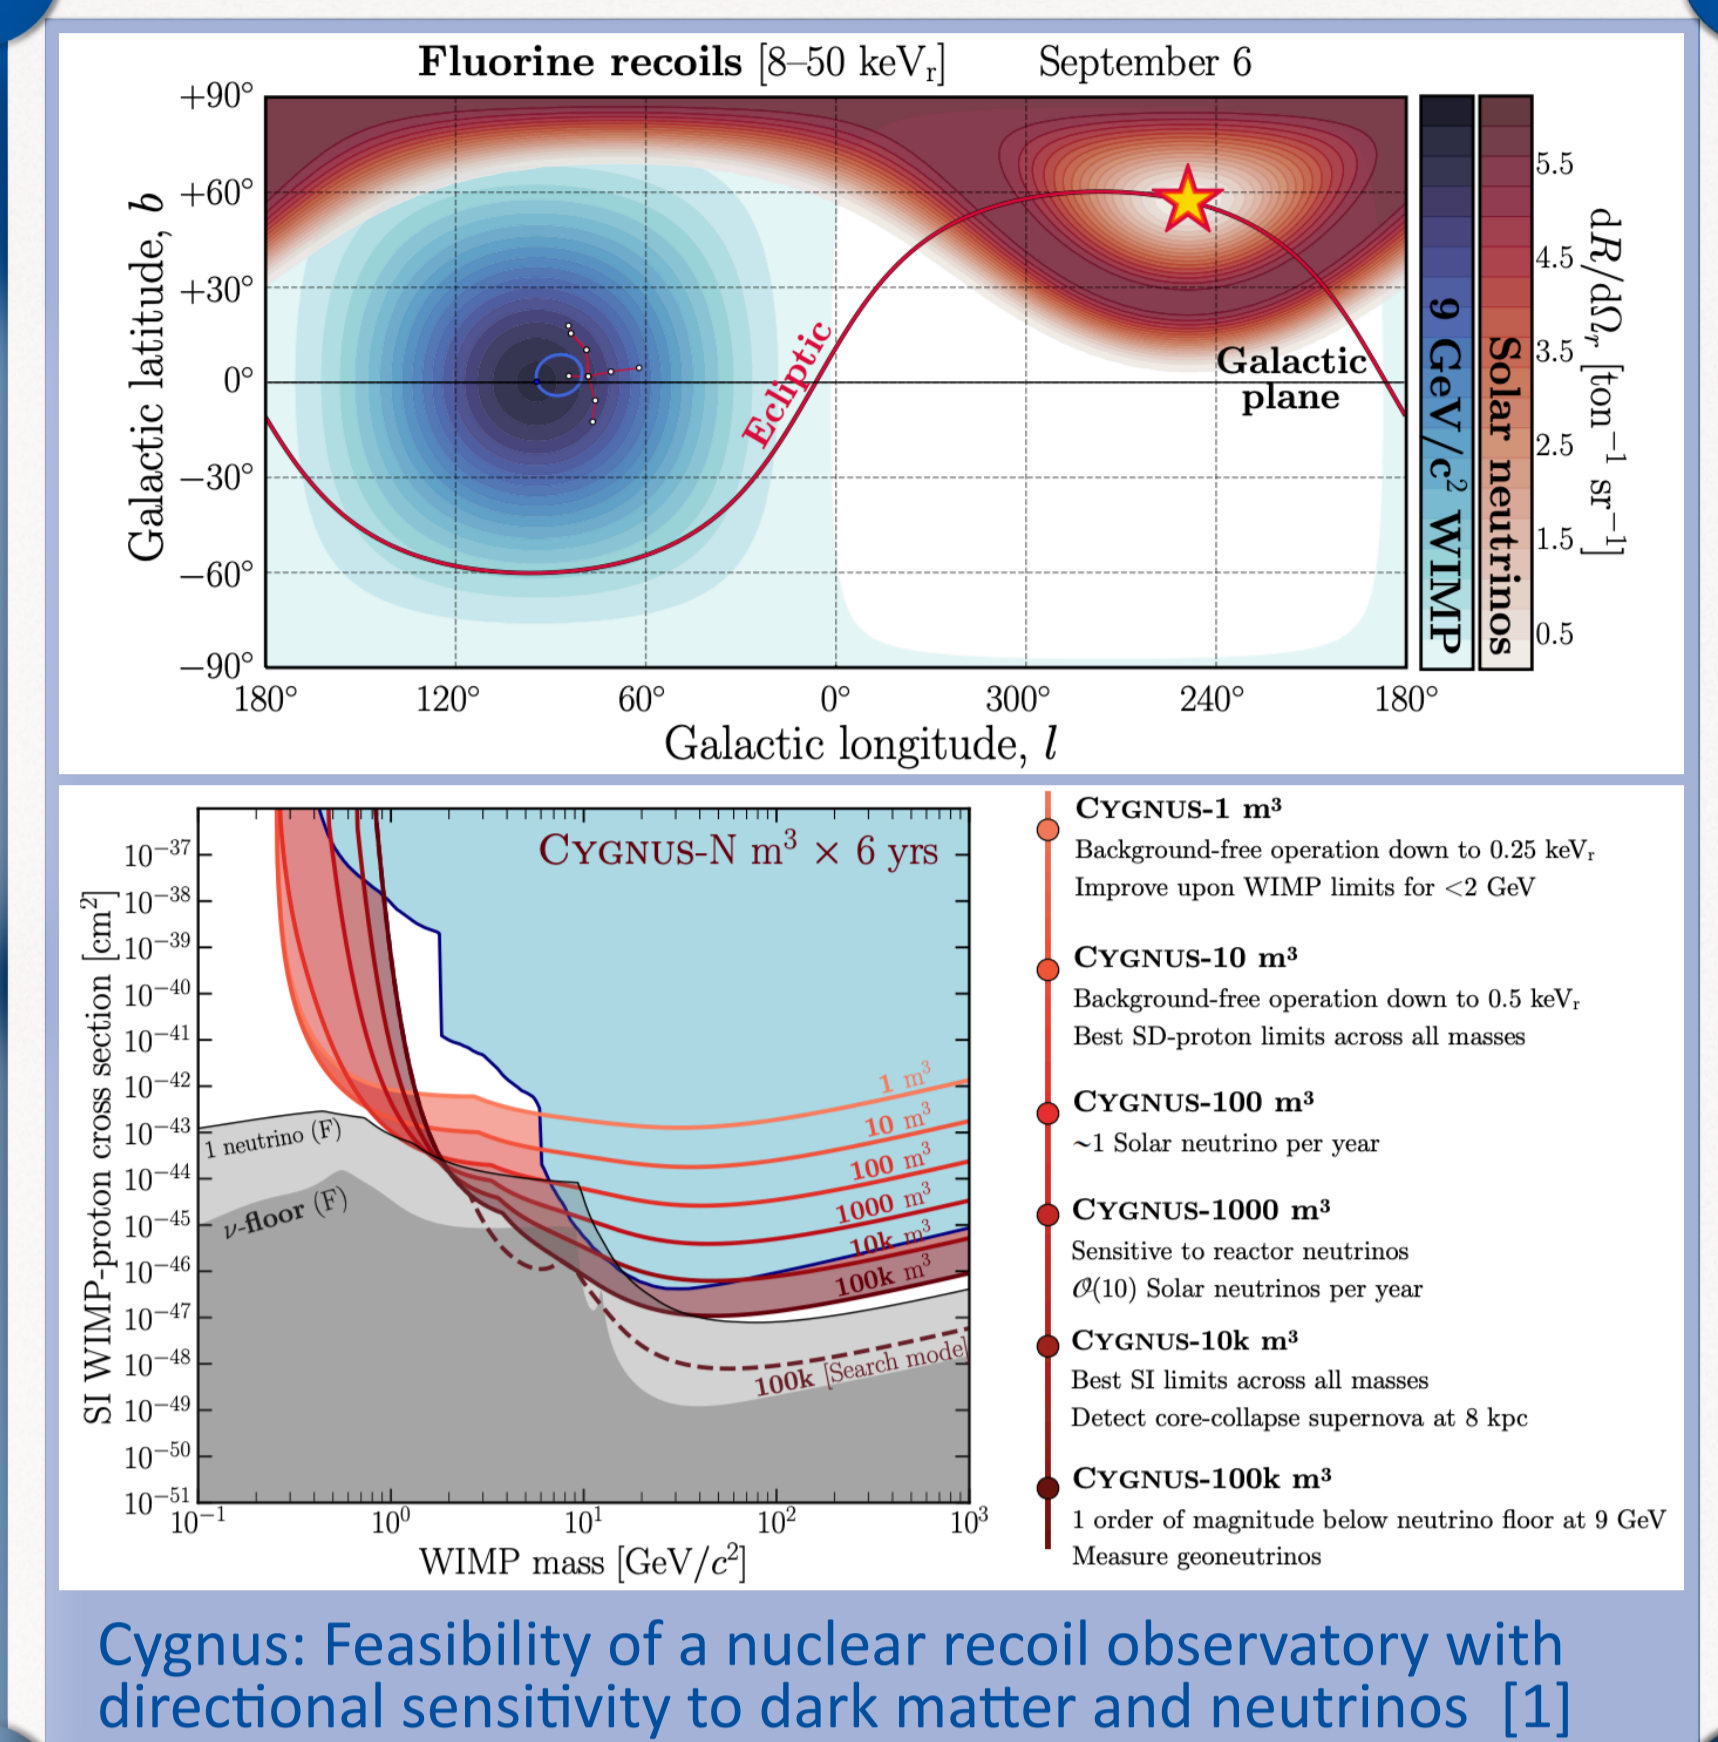 Fluorine recoils [8–50 keVᵣ] September 6
+90°
+60°
+30°
0°
−30°
−60°
−90°
Galactic latitude, b
Ecliptic
Galactic
plane
180° 120° 60° 0° 300° 240° 180°
Galactic longitude, l
9 GeV/c² WIMP
Solar neutrinos
5.5
4.5
3.5
2.5
1.5
0.5
dR/dΩᵣ [ton⁻¹ sr⁻¹]
CYGNUS-N m³ × 6 yrs
SI WIMP-proton cross section [cm²]
10⁻³⁷
10⁻³⁸
10⁻³⁹
10⁻⁴⁰
10⁻⁴¹
10⁻⁴²
10⁻⁴³
10⁻⁴⁴
10⁻⁴⁵
10⁻⁴⁶
10⁻⁴⁷
10⁻⁴⁸
10⁻⁴⁹
10⁻⁵⁰
10⁻⁵¹
1 m³
10 m³
100 m³
1000 m³
10k m³
100k m³
1 neutrino (F)
ν-floor (F)
100k [Search mode]
10⁻¹ 10⁰ 10¹ 10² 10³
WIMP mass [GeV/c²]
CYGNUS-1 m³
Background-free operation down to 0.25 keVᵣ
Improve upon WIMP limits for <2 GeV
CYGNUS-10 m³
Background-free operation down to 0.5 keVᵣ
Best SD-proton limits across all masses
CYGNUS-100 m³
~1 Solar neutrino per year
CYGNUS-1000 m³
Sensitive to reactor neutrinos
𝒪(10) Solar neutrinos per year
CYGNUS-10k m³
Best SI limits across all masses
Detect core-collapse supernova at 8 kpc
CYGNUS-100k m³
1 order of magnitude below neutrino floor at 9 GeV
Measure geoneutrinos
Cygnus: Feasibility of a nuclear recoil observatory with
directional sensitivity to dark matter and neutrinos [1]